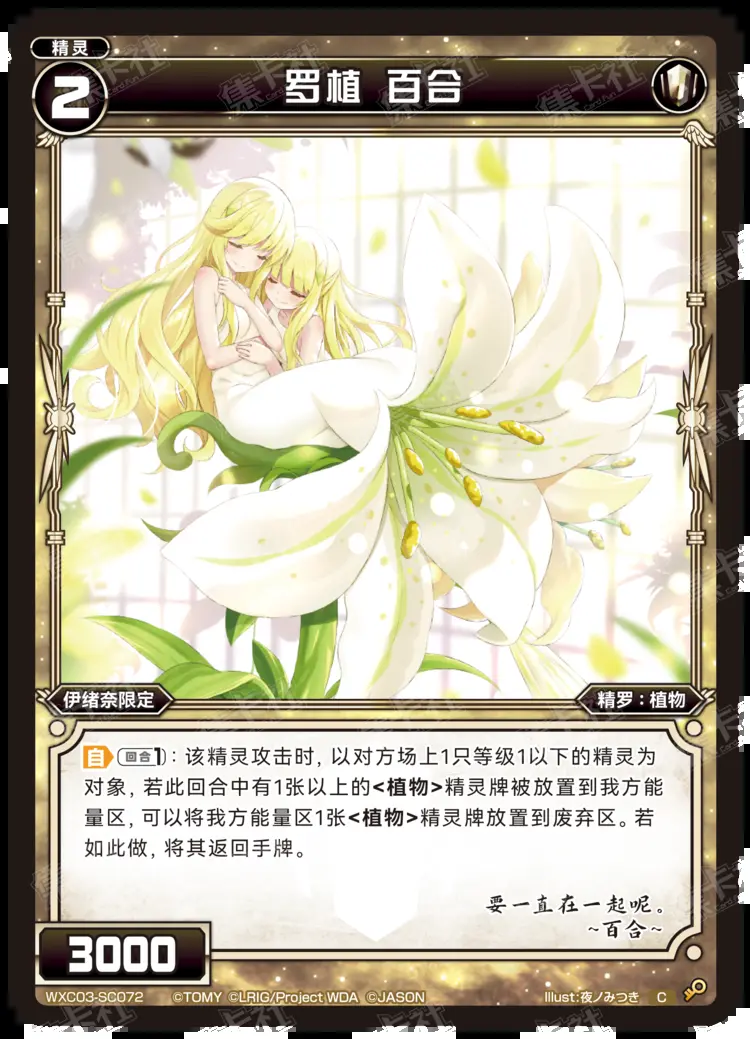 精灵
2
罗植 百合
伊绪奈限定
精罗：植物
自 回合1：该精灵攻击时，以对方场上1只等级1以下的精灵为
对象，若此回合中有1张以上的<植物>精灵牌被放置到我方能
量区，可以将我方能量区1张<植物>精灵牌放置到废弃区。若
如此做，将其返回手牌。
要一直在一起呢。
~百合~
3000
WXC03-SC072 ©TOMY ©LRIG/Project WDA ©JASON Illust:夜ノみつき C
集卡社
Card Fun